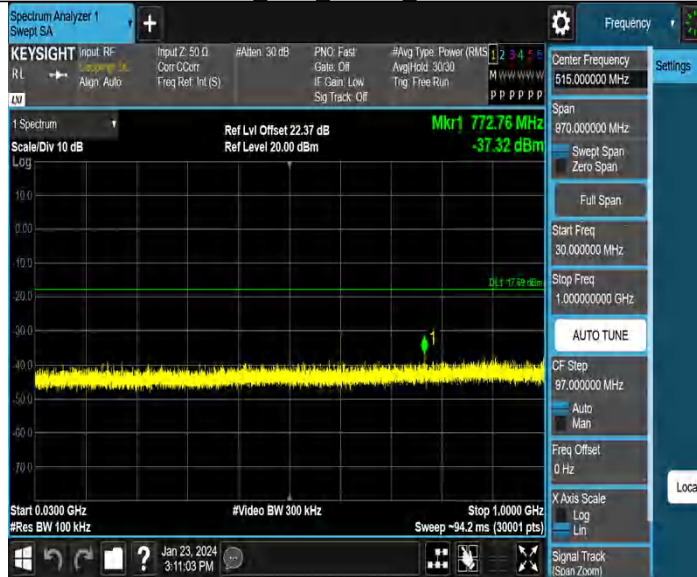 Spectrum Analyzer 1
Swept SA
+
Frequency
KEYSIGHT
Input: RF
RL
Align: Auto
Input Z: 50 Ω
Corr CCorr
Freq Ref: Int (S)
#Atten: 30 dB
PNO: Fast
Gate: Off
IF Gain: Low
Sig Track: Off
#Avg Type: Power (RMS
Avg|Hold: 30/30
Trig: Free Run
1 2 3 4 5 6
M W W W W W
P P P P P P
LXI
Center Frequency
515.000000 MHz
Settings
Span
970.000000 MHz
Swept Span
Zero Span
Full Span
Start Freq
30.000000 MHz
Stop Freq
1.000000000 GHz
AUTO TUNE
CF Step
97.000000 MHz
Auto
Man
Freq Offset
0 Hz
X Axis Scale
Log
Lin
Signal Track
(Span Zoom)
Loca
1 Spectrum
Scale/Div 10 dB
Log
Ref Lvl Offset 22.37 dB
Ref Level 20.00 dBm
Mkr1 772.76 MHz
-37.32 dBm
10.0
0.00
-20.0
-30.0
-40.0
-50.0
-60.0
-70.0
DL1 -17.69 dBm
1
Start 0.0300 GHz
#Res BW 100 kHz
#Video BW 300 kHz
Stop 1.0000 GHz
Sweep ~94.2 ms (30001 pts)
?
Jan 23, 2024
3:11:03 PM